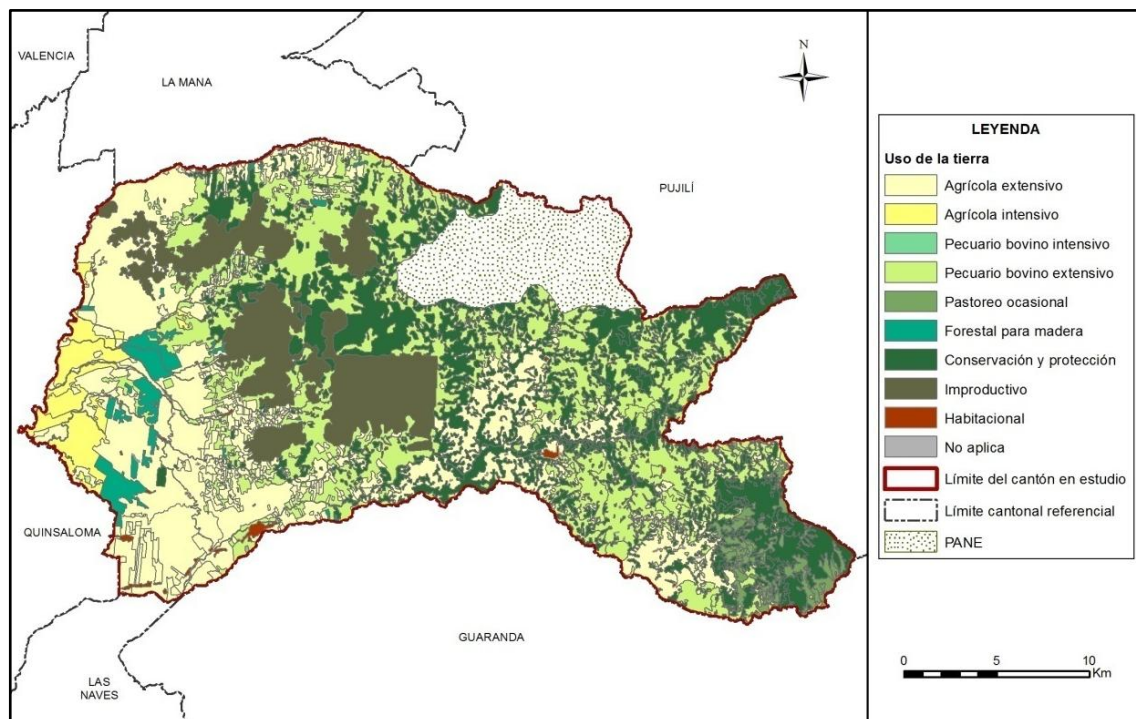 VALENCIA
LA MANA
N
PUJILÍ
QUINSALOMA
GUARANDA
LAS
NAVES
LEYENDA
Uso de la tierra
Agrícola extensivo
Agrícola intensivo
Pecuario bovino intensivo
Pecuario bovino extensivo
Pastoreo ocasional
Forestal para madera
Conservación y protección
Improductivo
Habitacional
No aplica
Límite del cantón en estudio
Límite cantonal referencial
PANE
0 5 10
Km